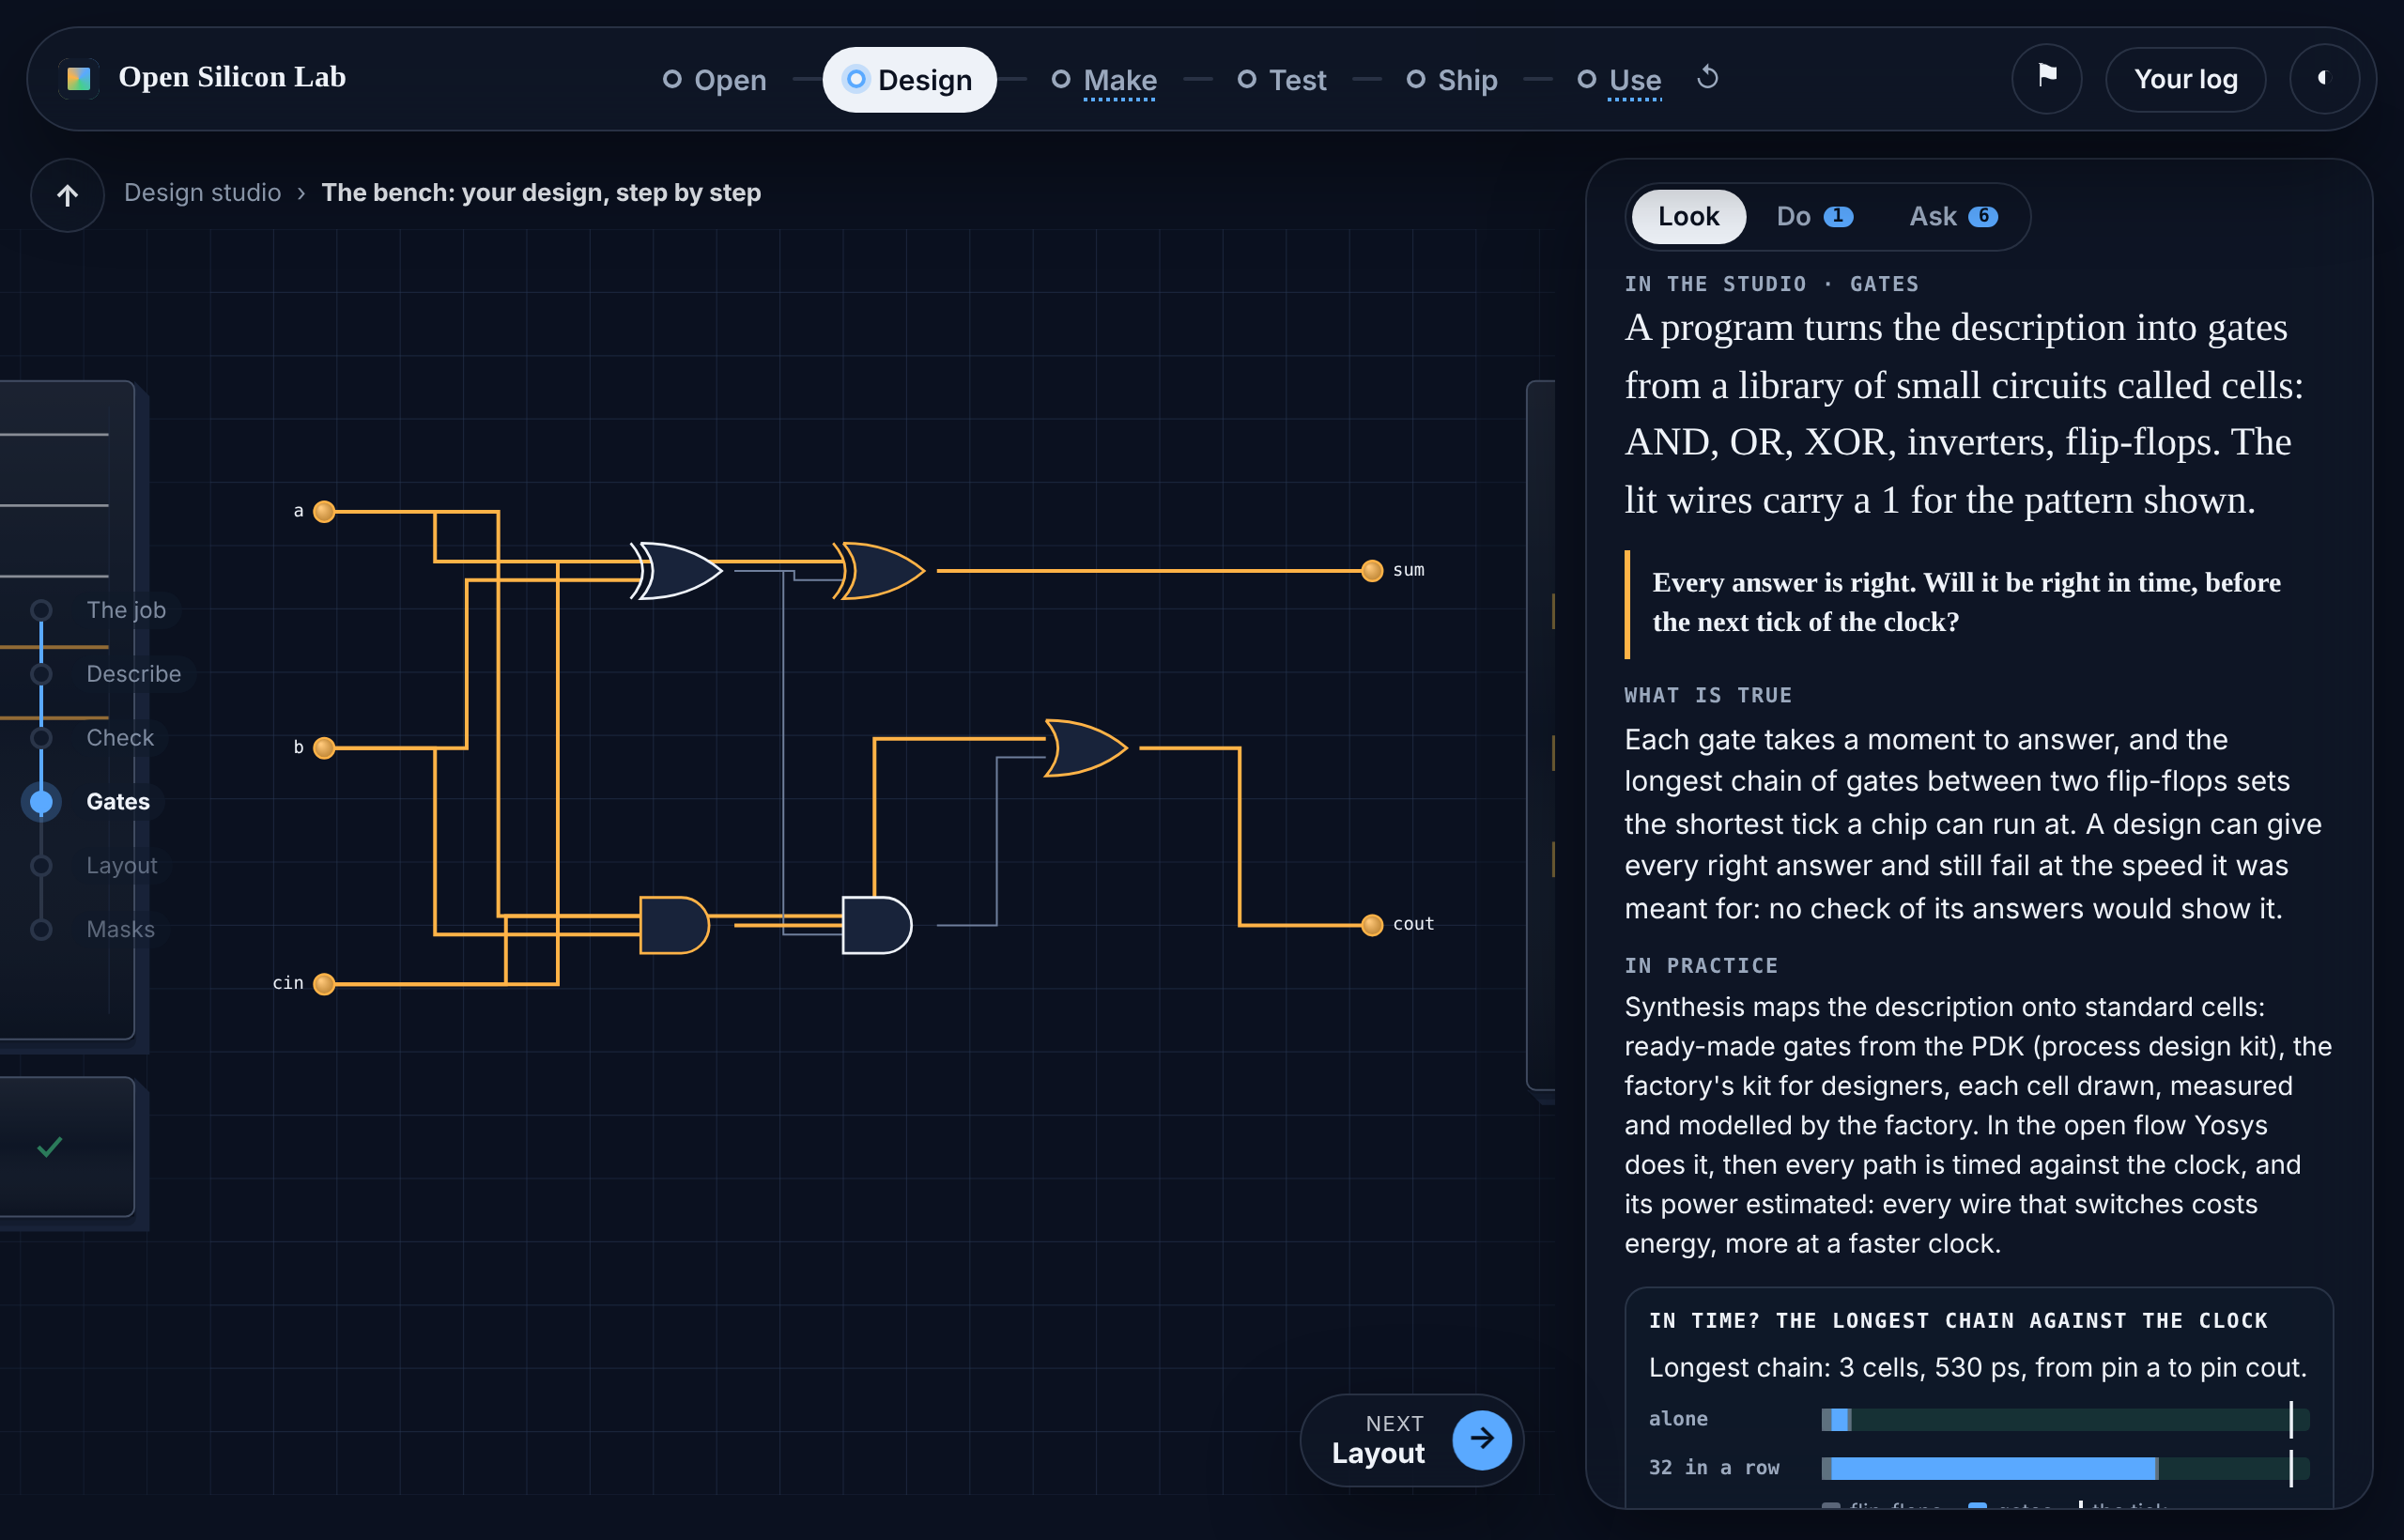 Open Silicon Lab
Open
Design
Make
Test
Ship
Use
Your log
Design studio › The bench: your design, step by step
The job
Describe
Check
Gates
Layout
Masks
a
b
cin
sum
cout
NEXT
Layout
Look
Do 1
Ask 6
IN THE STUDIO · GATES
A program turns the description into gates
from a library of small circuits called cells:
AND, OR, XOR, inverters, flip-flops. The
lit wires carry a 1 for the pattern shown.
Every answer is right. Will it be right in time, before
the next tick of the clock?
WHAT IS TRUE
Each gate takes a moment to answer, and the
longest chain of gates between two flip-flops sets
the shortest tick a chip can run at. A design can give
every right answer and still fail at the speed it was
meant for: no check of its answers would show it.
IN PRACTICE
Synthesis maps the description onto standard cells:
ready-made gates from the PDK (process design kit), the
factory's kit for designers, each cell drawn, measured
and modelled by the factory. In the open flow Yosys
does it, then every path is timed against the clock, and
its power estimated: every wire that switches costs
energy, more at a faster clock.
IN TIME? THE LONGEST CHAIN AGAINST THE CLOCK
Longest chain: 3 cells, 530 ps, from pin a to pin cout.
alone
32 in a row